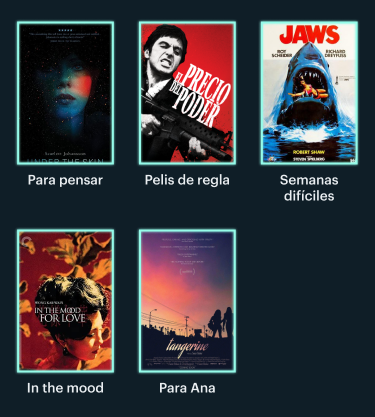 Scarlett Johansson
UNDER THE SKIN
EL PRECIO
DEL PODER
JAWS
ROY
SCHEIDER
RICHARD
DREYFUSS
ROBERT SHAW
STEVEN SPIELBERG
Para pensar
Pelis de regla
Semanas
difíciles
WONG KAR WAI'S
IN THE MOOD
FOR LOVE
tangerine
In the mood
Para Ana